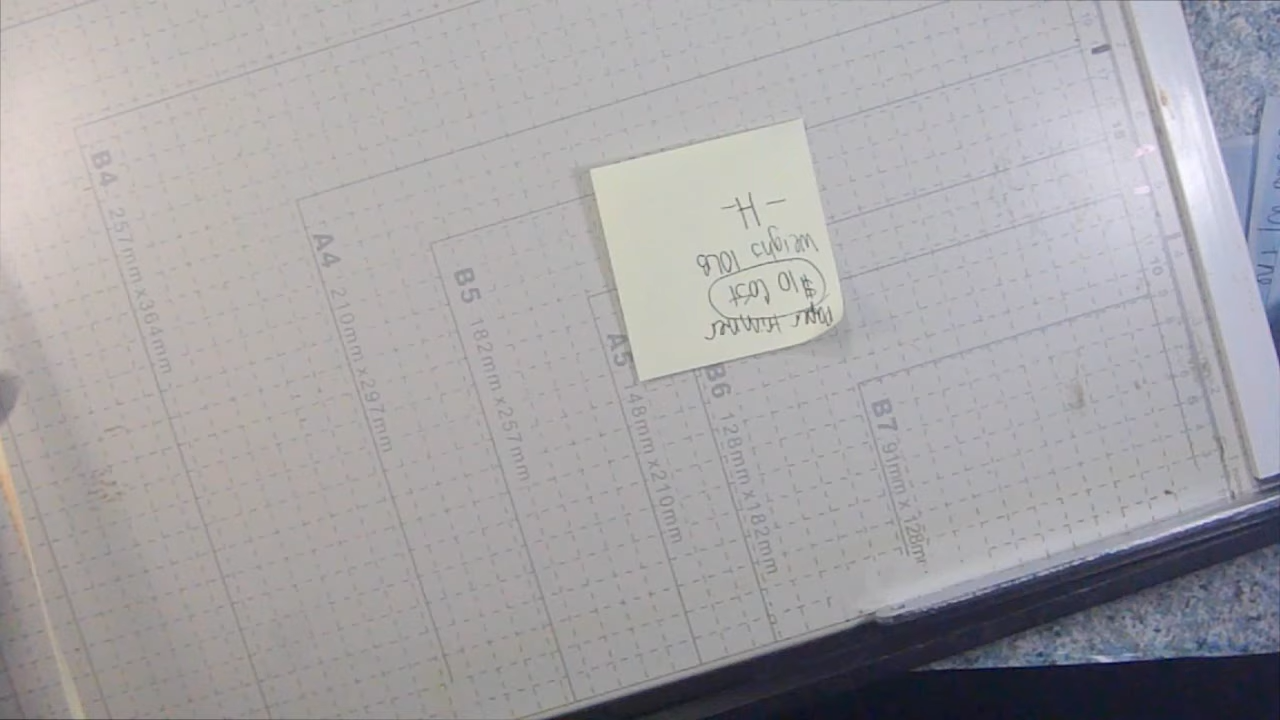 B4 257mm x 364mm
A4 210mm x 297mm
B5 182mm x 257mm
A5 148mm x 210mm
B6 128mm x 182mm
B7 91mm x 128mm
Paper trimmer
$10 Cost
Weighs 10LB
-H-